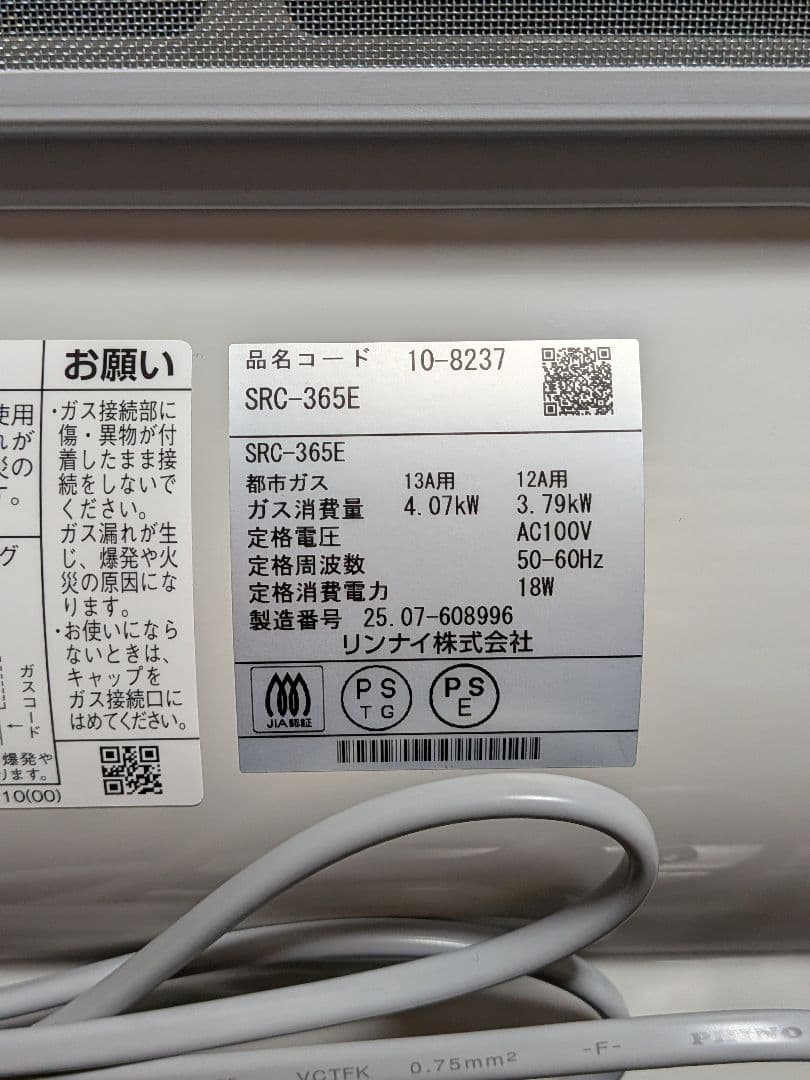 使用
れが
災の
す。
グ
ガスコード
←
爆発や
ります。
10(00)
お願い
・ガス接続部に
傷・異物が付
着したまま接
続をしないで
ください。
ガス漏れが生
じ、爆発や火
災の原因にな
ります。
・お使いになら
ないときは、
キャップを
ガス接続口に
はめてください。
品名コード 10-8237
SRC-365E
SRC-365E
都市ガス 13A用 12A用
ガス消費量 4.07kW 3.79kW
定格電圧 AC100V
定格周波数 50-60Hz
定格消費電力 18W
製造番号 25.07-608996
リンナイ株式会社
JIA認証
PS
TG
PS
E
VCTFK 0.75mm² -F-